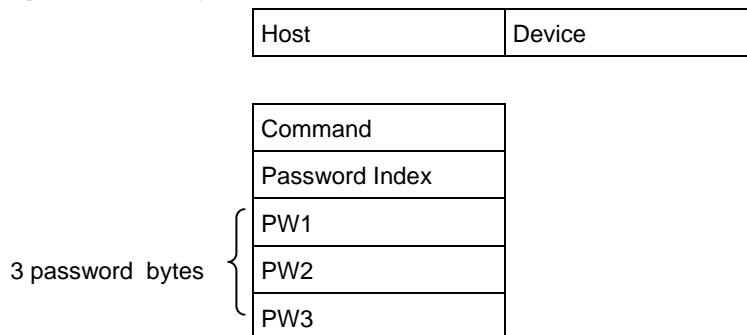 Host Device
Command
Password Index
PW1
3 password bytes
PW2
PW3